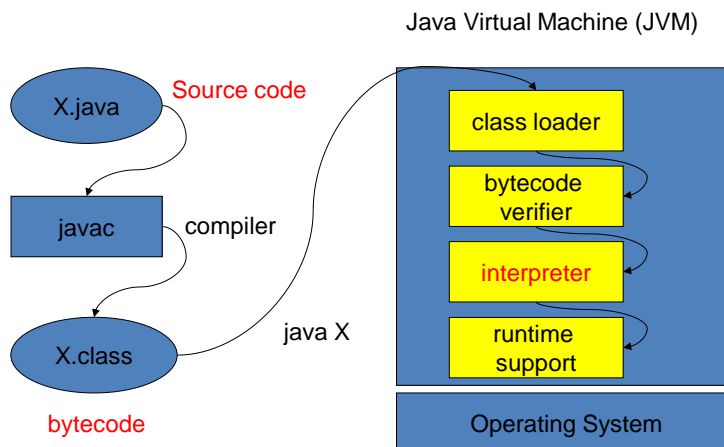 Java Virtual Machine (JVM)
X.java
Source code
javac
compiler
X.class
java X
bytecode
class loader
bytecode
verifier
interpreter
runtime
support
Operating System